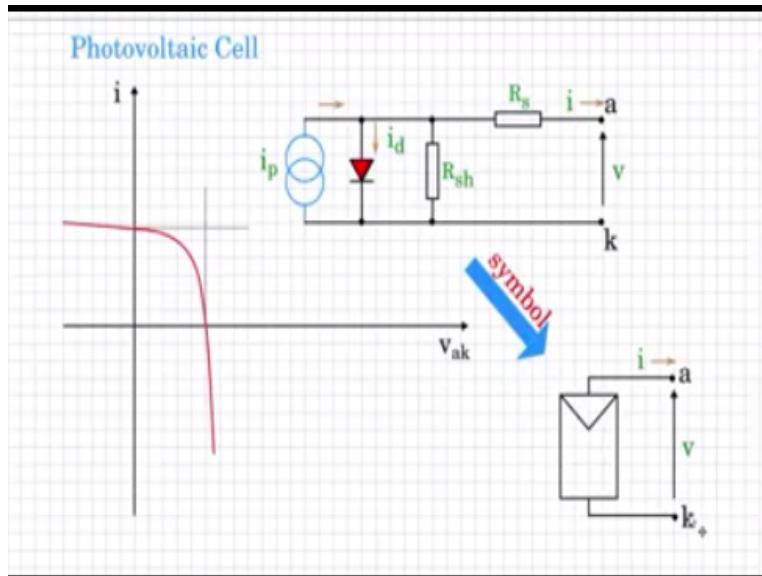 Photovoltaic Cell
i
i_p
i_d
R_sh
R_s
i
a
v
k
symbol
v_ak
i
a
v
k